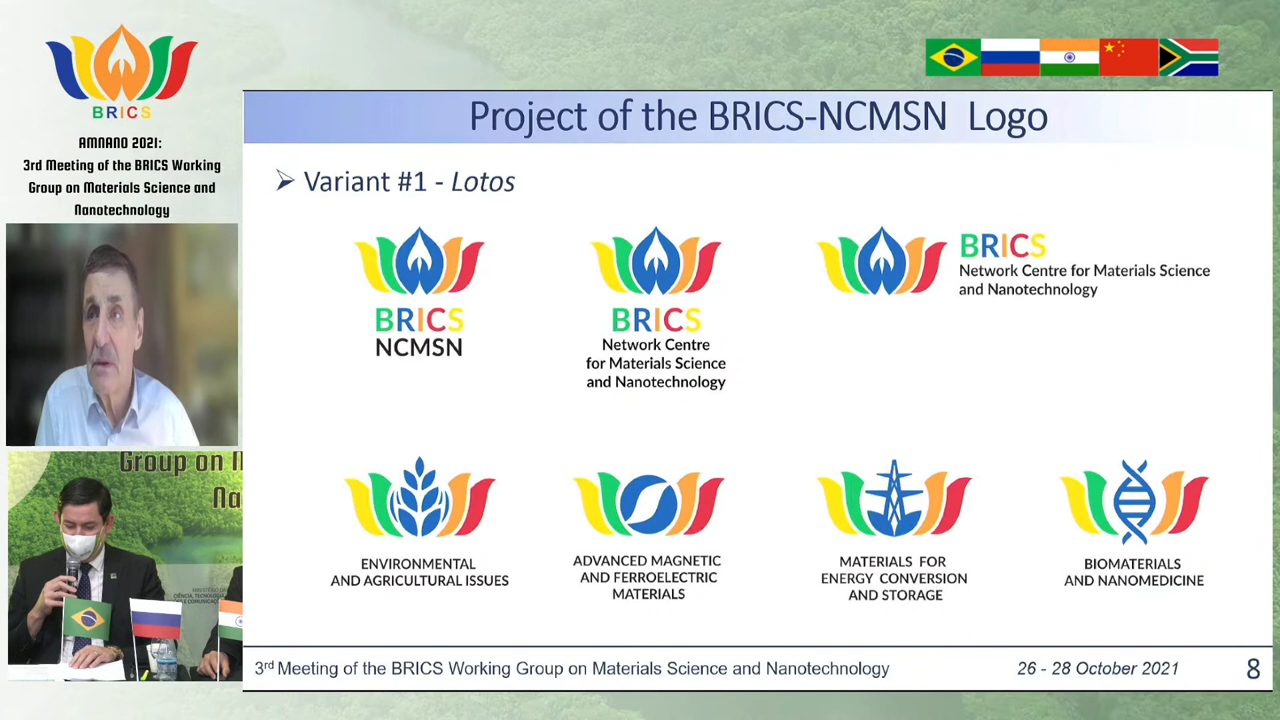 BRICS
AMNANO 2021:
3rd Meeting of the BRICS Working
Group on Materials Science and
Nanotechnology
Project of the BRICS-NCMSN Logo
Variant #1 - Lotos
BRICS
NCMSN
BRICS
Network Centre
for Materials Science
and Nanotechnology
BRICS
Network Centre for Materials Science
and Nanotechnology
ENVIRONMENTAL
AND AGRICULTURAL ISSUES
ADVANCED MAGNETIC
AND FERROELECTRIC
MATERIALS
MATERIALS FOR
ENERGY CONVERSION
AND STORAGE
BIOMATERIALS
AND NANOMEDICINE
Group on
Na
3rd Meeting of the BRICS Working Group on Materials Science and Nanotechnology
26 - 28 October 2021
8